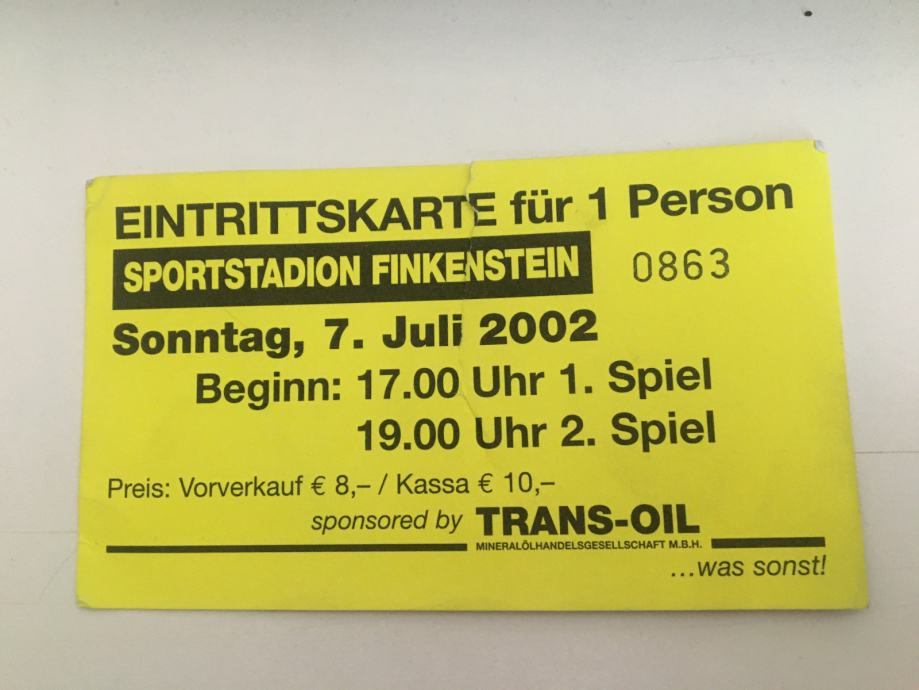 EINTRITTSKARTE für 1 Person
SPORTSTADION FINKENSTEIN 0863
Sonntag, 7. Juli 2002
Beginn: 17.00 Uhr 1. Spiel
19.00 Uhr 2. Spiel
Preis: Vorverkauf € 8,– / Kassa € 10,–
sponsored by TRANS-OIL
MINERALÖLHANDELSGESELLSCHAFT M.B.H.
...was sonst!